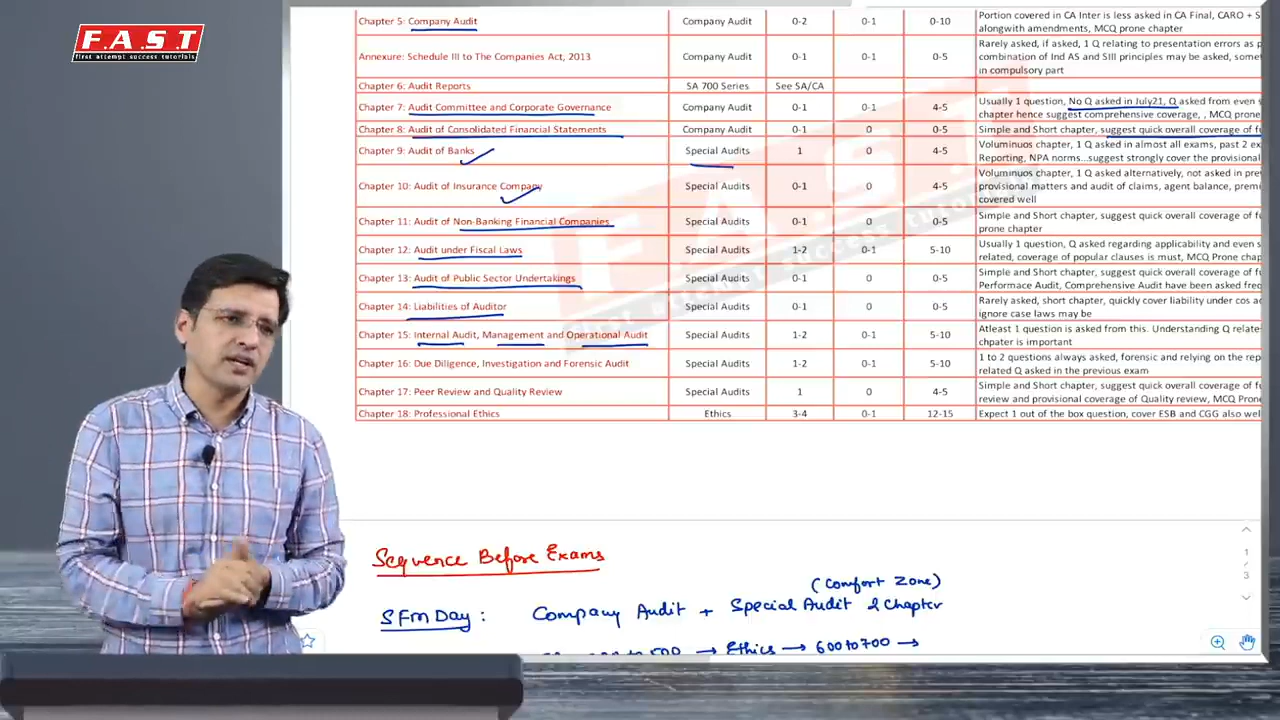 F.A.S.T
first attempt success tutorials
Chapter 5: Company Audit Company Audit 0-2 0-1 0-10 Portion covered in CA Inter is less asked in CA Final, CARO + S
alongwith amendments, MCQ prone chapter
Annexure: Schedule III to The Companies Act, 2013 Company Audit 0-1 0-1 0-5 Rarely asked, if asked, 1 Q relating to presentation errors as p
combination of Ind AS and SIII principles may be asked, some
in compulsory part
Chapter 6: Audit Reports SA 700 Series See SA/CA
Chapter 7: Audit Committee and Corporate Governance Company Audit 0-1 0-1 4-5 Usually 1 question, No Q asked in July21, Q asked from even s
chapter hence suggest comprehensive coverage, , MCQ prone
Chapter 8: Audit of Consolidated Financial Statements Company Audit 0-1 0 0-5 Simple and Short chapter, suggest quick overall coverage of fu
Chapter 9: Audit of Banks Special Audits 1 0 4-5 Voluminuos chapter, 1 Q asked in almost all exams, past 2 ex
Reporting, NPA norms...suggest strongly cover the provisional
Chapter 10: Audit of Insurance Company Special Audits 0-1 0 4-5 Voluminuos chapter, 1 Q asked alternatively, not asked in prev
provisional matters and audit of claims, agent balance, premi
covered well
Chapter 11: Audit of Non-Banking Financial Companies Special Audits 0-1 0 0-5 Simple and Short chapter, suggest quick overall coverage of fu
prone chapter
Chapter 12: Audit under Fiscal Laws Special Audits 1-2 0-1 5-10 Usually 1 question, Q asked regarding applicability and even s
related, coverage of popular clauses is must, MCQ Prone chap
Chapter 13: Audit of Public Sector Undertakings Special Audits 0-1 0 0-5 Simple and Short chapter, suggest quick overall coverage of fu
Performace Audit, Comprehensive Audit have been asked freq
Chapter 14: Liabilities of Auditor Special Audits 0-1 0 0-5 Rarely asked, short chapter, quickly cover liability under cos a
ignore case laws may be
Chapter 15: Internal Audit, Management and Operational Audit Special Audits 1-2 0-1 5-10 Atleast 1 question is asked from this. Understanding Q relate
chpater is important
Chapter 16: Due Diligence, Investigation and Forensic Audit Special Audits 1-2 0-1 5-10 1 to 2 questions always asked, forensic and relying on the rep
related Q asked in the previous exam
Chapter 17: Peer Review and Quality Review Special Audits 1 0 4-5 Simple and Short chapter, suggest quick overall coverage of fu
review and provisional coverage of Quality review, MCQ Prone
Chapter 18: Professional Ethics Ethics 3-4 0-1 12-15 Expect 1 out of the box question, cover ESB and CGG also wel
Sequence Before Exams
(Comfort Zone)
SFM Day: Company Audit + Special Audit & Chapter
→ Ethics → 600 to 700 →
1
/
3